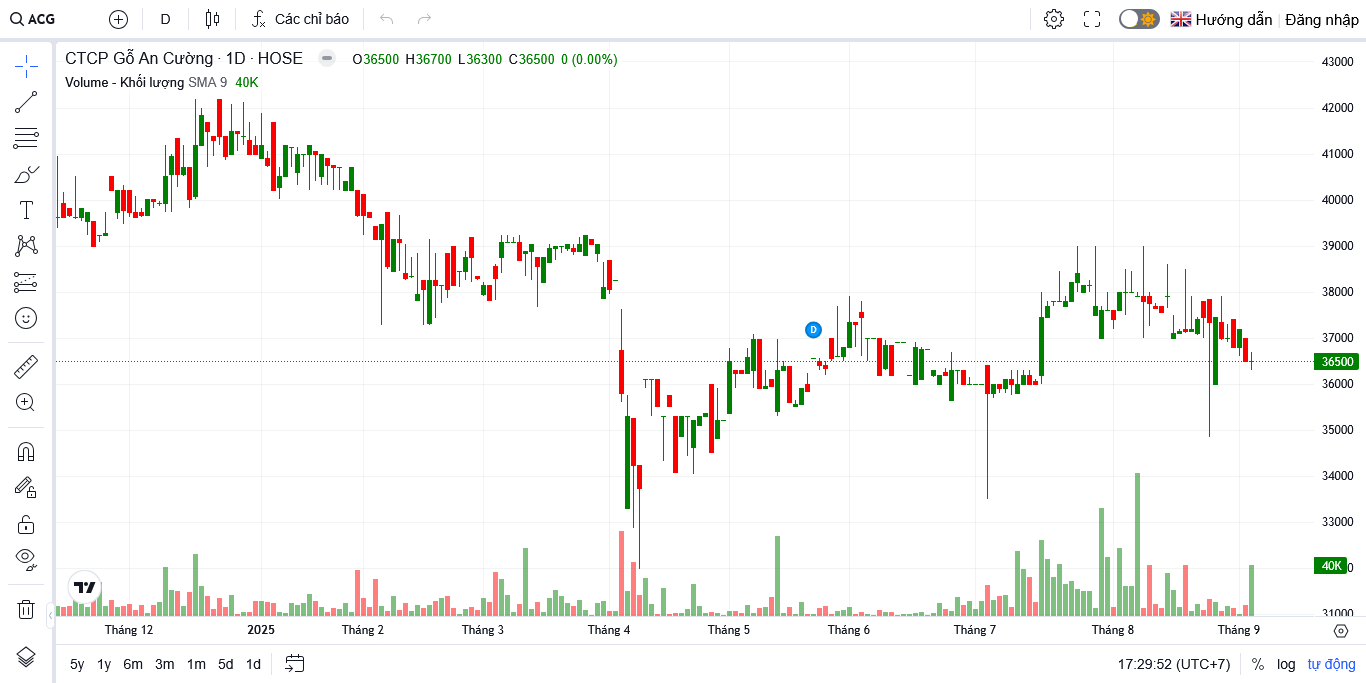 ACG D Các chỉ báo Hướng dẫn Đăng nhập
CTCP Gỗ An Cường · 1D · HOSE O36500 H36700 L36300 C36500 0 (0.00%)
Volume - Khối lượng SMA 9 40K
43000
42000
41000
40000
39000
38000
37000
36500
36000
35000
34000
33000
40K
31000
D
Tháng 12 2025 Tháng 2 Tháng 3 Tháng 4 Tháng 5 Tháng 6 Tháng 7 Tháng 8 Tháng 9
5y 1y 6m 3m 1m 5d 1d 17:29:52 (UTC+7) % log tự động